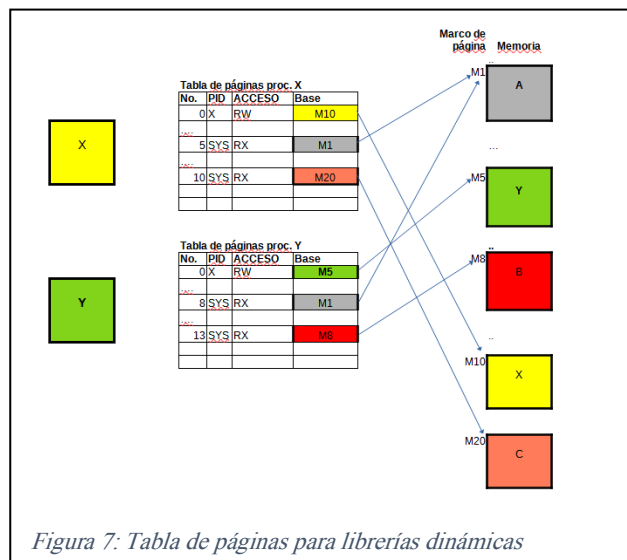 Marco de
página Memoria
..
M1
A
Tabla de páginas proc. X
No. PID ACCESO Base
0 X RW M10
...
5 SYS RX M1
...
10 SYS RX M20
X
...
M5
Y
Tabla de páginas proc. Y
No. PID ACCESO Base
0 X RW M5
...
8 SYS RX M1
...
13 SYS RX M8
Y
..
M8
B
..
M10
X
M20
C
Figura 7: Tabla de páginas para librerías dinámicas